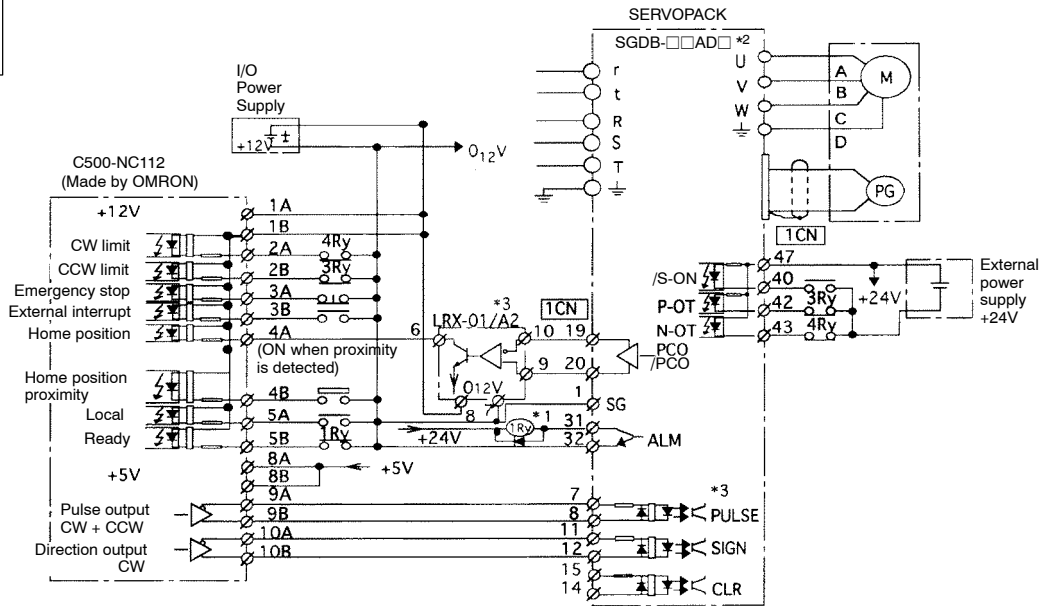 SERVOPACK
SGDB-□□AD□ *2
I/O
Power
Supply
+12V
±
0₁₂V
r
t
R
S
T
U
V
W
A
B
C
D
M
PG
C500-NC112
(Made by OMRON)
+12V
CW limit
CCW limit
Emergency stop
External interrupt
Home position
Home position
proximity
Local
Ready
+5V
Pulse output
CW + CCW
Direction output
CW
1A
1B
2A
2B
3A
3B
4A
4B
5A
5B
8A
8B
9A
9B
10A
10B
4Ry
3Ry
(ON when proximity
is detected)
1Ry
+24V
+5V
*3
LRX-01/A2
6
10
9
0₁₂V
8
7
*1
1Ry
1CN
19
20
1
31
32
7
8
11
12
15
14
PCO
/PCO
SG
ALM
*3
PULSE
SIGN
CLR
1CN
/S-ON
P-OT
N-OT
47
40
42
43
3Ry
4Ry
+24V
External
power
supply
+24V